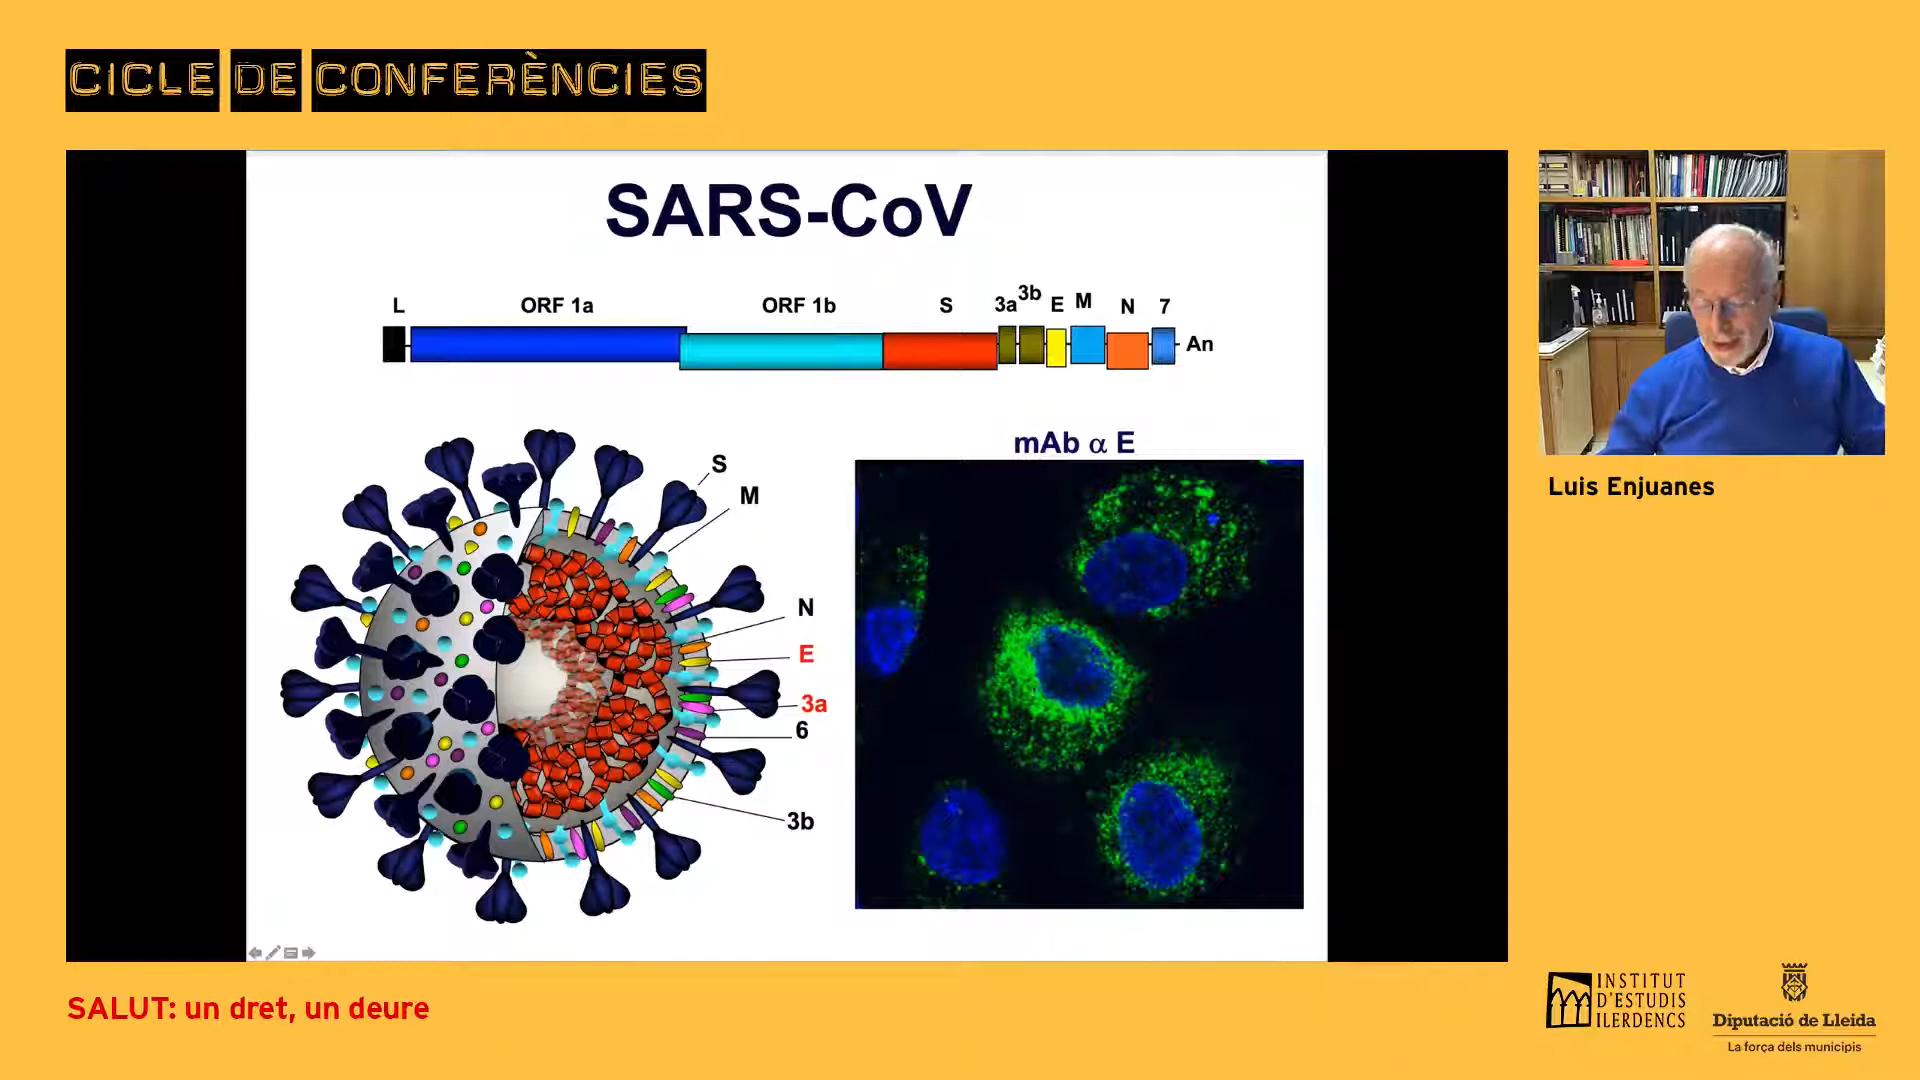 CICLE DE CONFERÈNCIES
SARS-CoV
L ORF 1a ORF 1b S 3a 3b E M N 7
An
mAb α E
S
M
N
E
3a
6
3b
Luis Enjuanes
SALUT: un dret, un deure
INSTITUT
D'ESTUDIS
ILERDENCS
Diputació de Lleida
La força dels municipis